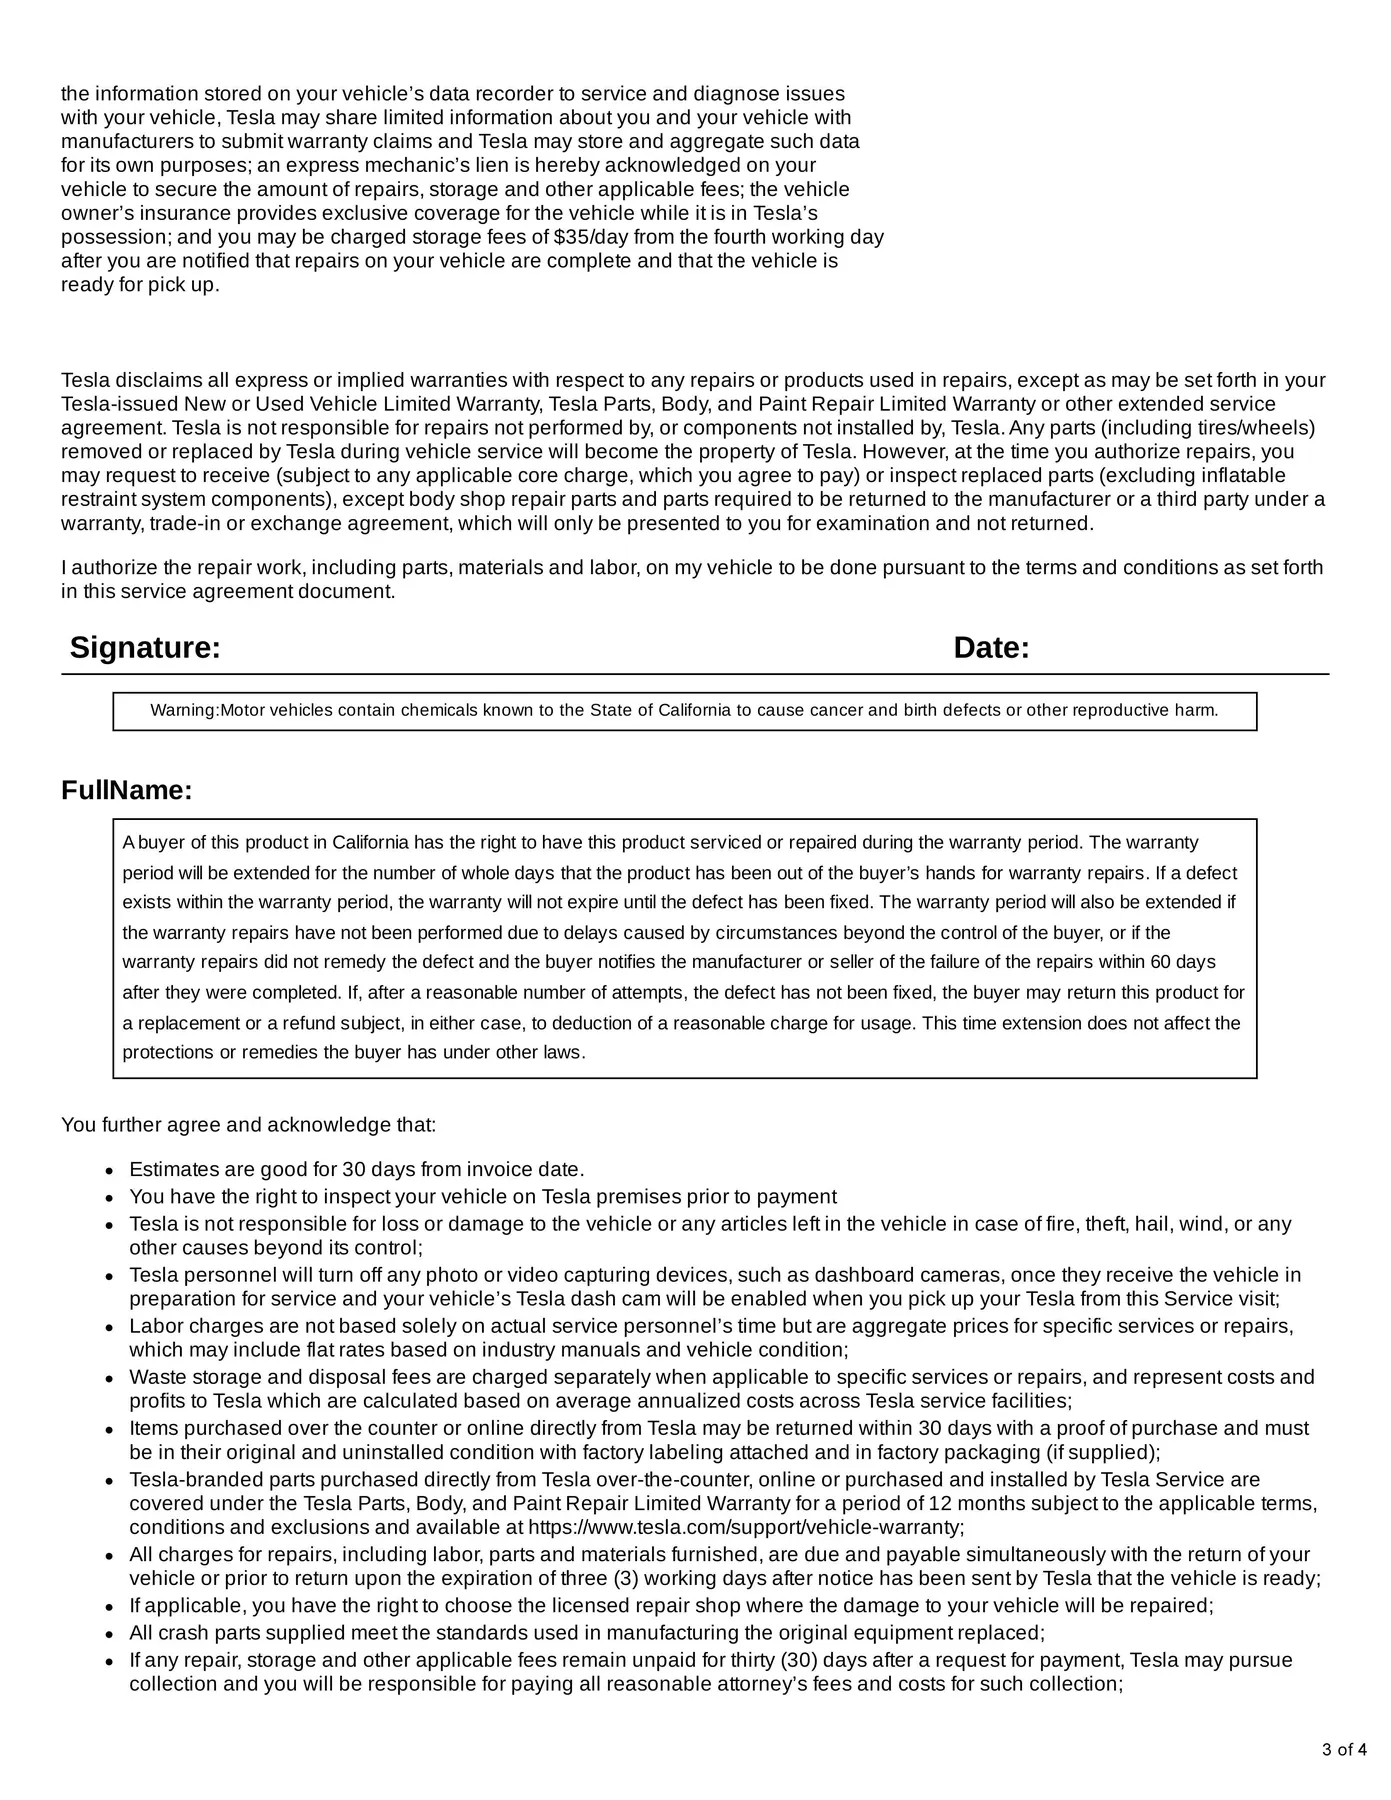 the information stored on your vehicle’s data recorder to service and diagnose issues
with your vehicle, Tesla may share limited information about you and your vehicle with
manufacturers to submit warranty claims and Tesla may store and aggregate such data
for its own purposes; an express mechanic’s lien is hereby acknowledged on your
vehicle to secure the amount of repairs, storage and other applicable fees; the vehicle
owner’s insurance provides exclusive coverage for the vehicle while it is in Tesla’s
possession; and you may be charged storage fees of $35/day from the fourth working day
after you are notified that repairs on your vehicle are complete and that the vehicle is
ready for pick up.
Tesla disclaims all express or implied warranties with respect to any repairs or products used in repairs, except as may be set forth in your
Tesla-issued New or Used Vehicle Limited Warranty, Tesla Parts, Body, and Paint Repair Limited Warranty or other extended service
agreement. Tesla is not responsible for repairs not performed by, or components not installed by, Tesla. Any parts (including tires/wheels)
removed or replaced by Tesla during vehicle service will become the property of Tesla. However, at the time you authorize repairs, you
may request to receive (subject to any applicable core charge, which you agree to pay) or inspect replaced parts (excluding inflatable
restraint system components), except body shop repair parts and parts required to be returned to the manufacturer or a third party under a
warranty, trade-in or exchange agreement, which will only be presented to you for examination and not returned.
I authorize the repair work, including parts, materials and labor, on my vehicle to be done pursuant to the terms and conditions as set forth
in this service agreement document.
Signature: Date:
Warning:Motor vehicles contain chemicals known to the State of California to cause cancer and birth defects or other reproductive harm.
FullName:
A buyer of this product in California has the right to have this product serviced or repaired during the warranty period. The warranty
period will be extended for the number of whole days that the product has been out of the buyer’s hands for warranty repairs. If a defect
exists within the warranty period, the warranty will not expire until the defect has been fixed. The warranty period will also be extended if
the warranty repairs have not been performed due to delays caused by circumstances beyond the control of the buyer, or if the
warranty repairs did not remedy the defect and the buyer notifies the manufacturer or seller of the failure of the repairs within 60 days
after they were completed. If, after a reasonable number of attempts, the defect has not been fixed, the buyer may return this product for
a replacement or a refund subject, in either case, to deduction of a reasonable charge for usage. This time extension does not affect the
protections or remedies the buyer has under other laws.
You further agree and acknowledge that:
• Estimates are good for 30 days from invoice date.
• You have the right to inspect your vehicle on Tesla premises prior to payment
• Tesla is not responsible for loss or damage to the vehicle or any articles left in the vehicle in case of fire, theft, hail, wind, or any
other causes beyond its control;
• Tesla personnel will turn off any photo or video capturing devices, such as dashboard cameras, once they receive the vehicle in
preparation for service and your vehicle’s Tesla dash cam will be enabled when you pick up your Tesla from this Service visit;
• Labor charges are not based solely on actual service personnel’s time but are aggregate prices for specific services or repairs,
which may include flat rates based on industry manuals and vehicle condition;
• Waste storage and disposal fees are charged separately when applicable to specific services or repairs, and represent costs and
profits to Tesla which are calculated based on average annualized costs across Tesla service facilities;
• Items purchased over the counter or online directly from Tesla may be returned within 30 days with a proof of purchase and must
be in their original and uninstalled condition with factory labeling attached and in factory packaging (if supplied);
• Tesla-branded parts purchased directly from Tesla over-the-counter, online or purchased and installed by Tesla Service are
covered under the Tesla Parts, Body, and Paint Repair Limited Warranty for a period of 12 months subject to the applicable terms,
conditions and exclusions and available at https://www.tesla.com/support/vehicle-warranty;
• All charges for repairs, including labor, parts and materials furnished, are due and payable simultaneously with the return of your
vehicle or prior to return upon the expiration of three (3) working days after notice has been sent by Tesla that the vehicle is ready;
• If applicable, you have the right to choose the licensed repair shop where the damage to your vehicle will be repaired;
• All crash parts supplied meet the standards used in manufacturing the original equipment replaced;
• If any repair, storage and other applicable fees remain unpaid for thirty (30) days after a request for payment, Tesla may pursue
collection and you will be responsible for paying all reasonable attorney’s fees and costs for such collection;
3 of 4